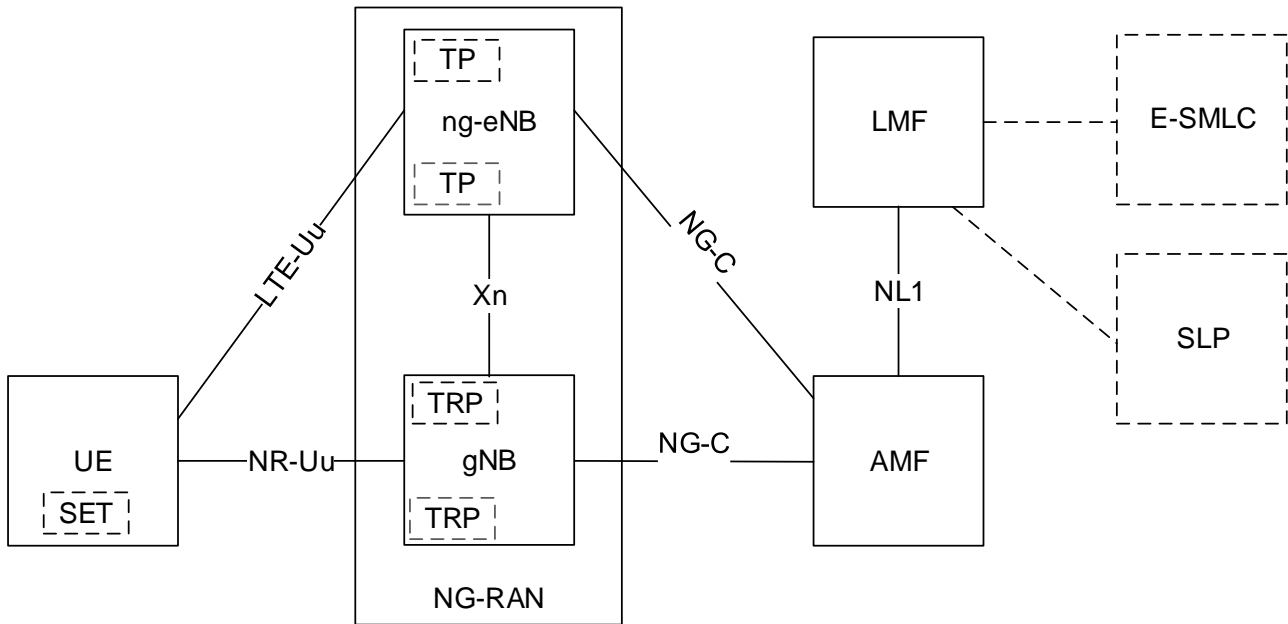 TP
ng-eNB
TP
LTE-Uu
Xn
NG-C
LMF
E-SMLC
NL1
SLP
UE
SET
NR-Uu
TRP
gNB
TRP
NG-C
AMF
NG-RAN